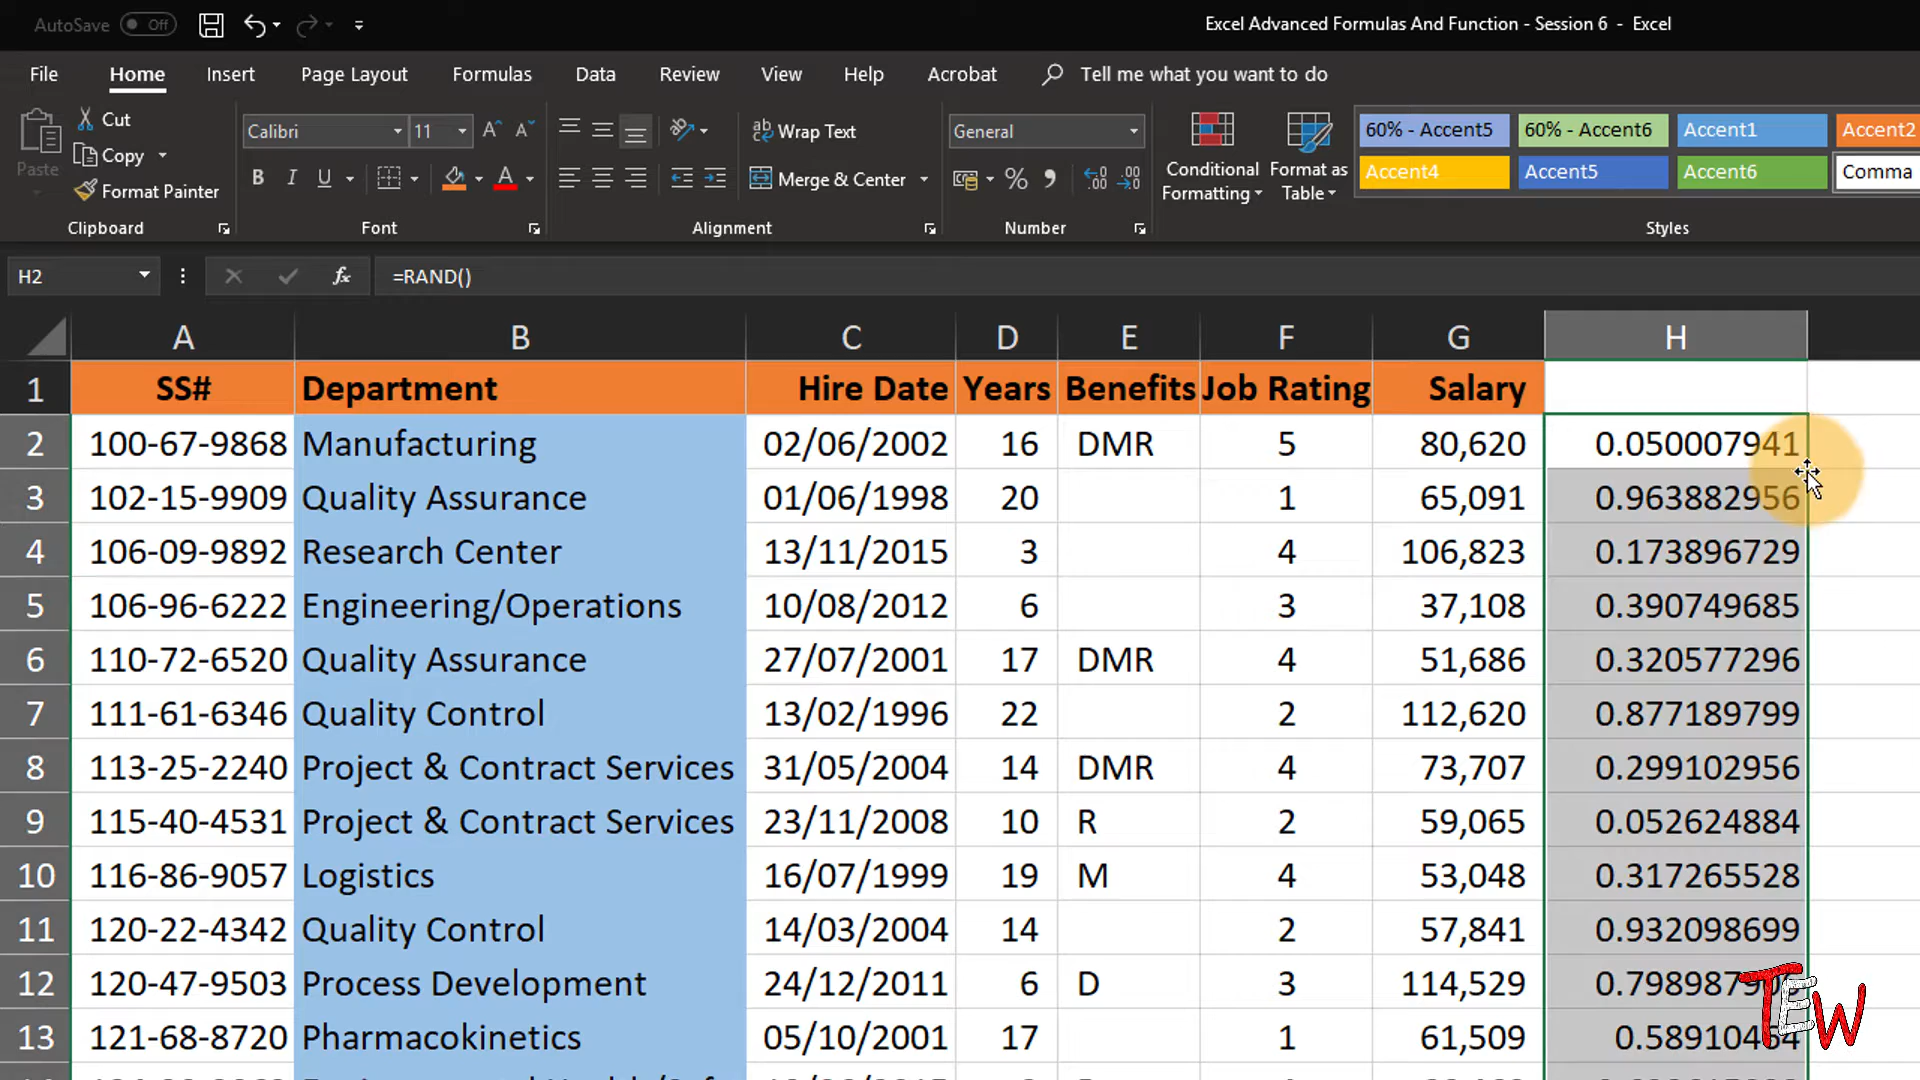 AutoSave Off Excel Advanced Formulas And Function - Session 6 - Excel
File Home Insert Page Layout Formulas Data Review View Help Acrobat Tell me what you want to do
Paste
Cut
Copy
Format Painter
Clipboard
Calibri 11
B I U
Font
Wrap Text
Merge & Center
Alignment
General
%
Number
Conditional Formatting
Format as Table
60% - Accent5 60% - Accent6 Accent1 Accent2
Accent4 Accent5 Accent6 Comma
Styles
H2 fx =RAND()
A B C D E F G H
1 SS# Department Hire Date Years Benefits Job Rating Salary
2 100-67-9868 Manufacturing 02/06/2002 16 DMR 5 80,620 0.050007941
3 102-15-9909 Quality Assurance 01/06/1998 20 1 65,091 0.963882956
4 106-09-9892 Research Center 13/11/2015 3 4 106,823 0.173896729
5 106-96-6222 Engineering/Operations 10/08/2012 6 3 37,108 0.390749685
6 110-72-6520 Quality Assurance 27/07/2001 17 DMR 4 51,686 0.320577296
7 111-61-6346 Quality Control 13/02/1996 22 2 112,620 0.877189799
8 113-25-2240 Project & Contract Services 31/05/2004 14 DMR 4 73,707 0.299102956
9 115-40-4531 Project & Contract Services 23/11/2008 10 R 2 59,065 0.052624884
10 116-86-9057 Logistics 16/07/1999 19 M 4 53,048 0.317265528
11 120-22-4342 Quality Control 14/03/2004 14 2 57,841 0.932098699
12 120-47-9503 Process Development 24/12/2011 6 D 3 114,529
13 121-68-8720 Pharmacokinetics 05/10/2001 17 1 61,509
TEW